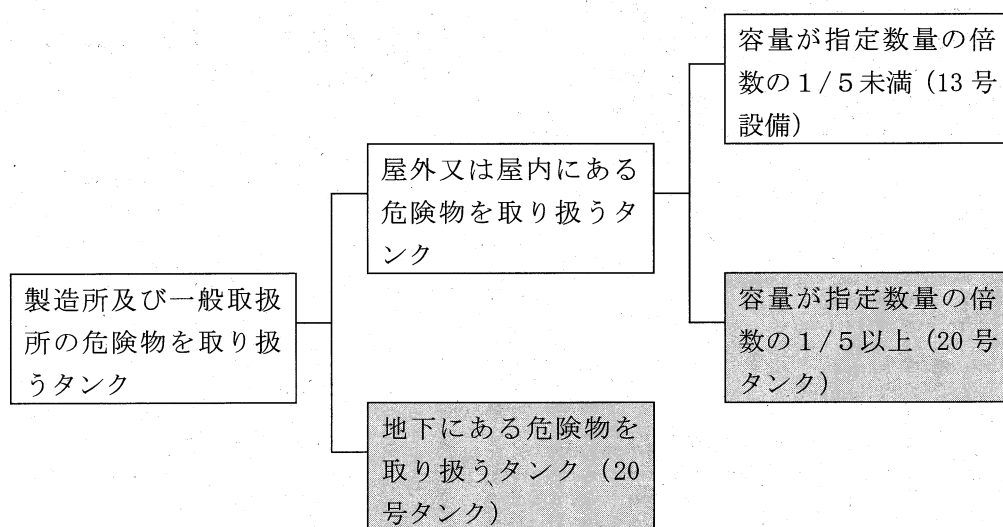 容量が指定数量の倍
数の1/5未満(13号
設備)
屋外又は屋内にある
危険物を取り扱うタ
ンク
製造所及び一般取扱
所の危険物を取り扱
うタンク
容量が指定数量の倍
数の1/5以上(20号
タンク)
地下にある危険物を
取り扱うタンク(20
号タンク)